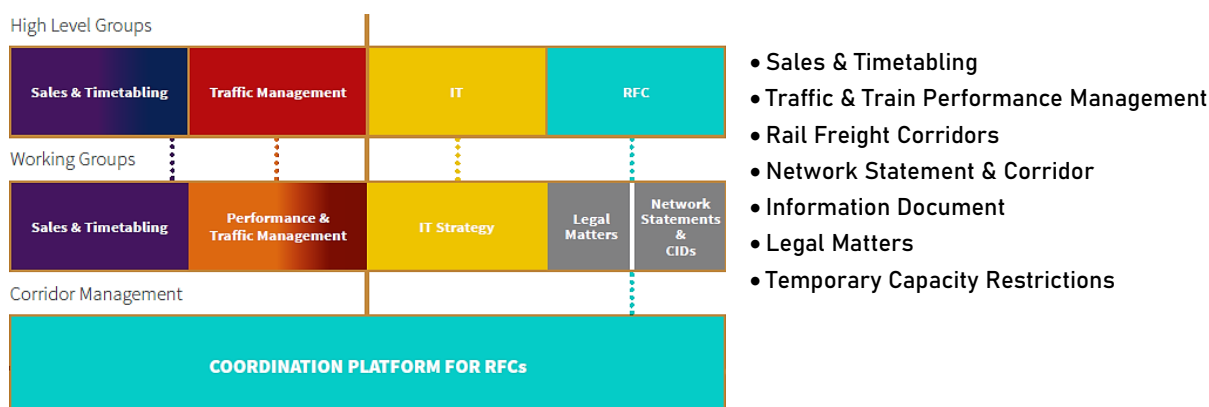 High Level Groups
Sales & Timetabling
Traffic Management
IT
RFC
Working Groups
Sales & Timetabling
Performance &
Traffic Management
IT Strategy
Legal
Matters
Network
Statements
&
CIDs
Corridor Management
COORDINATION PLATFORM FOR RFCs
• Sales & Timetabling
• Traffic & Train Performance Management
• Rail Freight Corridors
• Network Statement & Corridor
• Information Document
• Legal Matters
• Temporary Capacity Restrictions